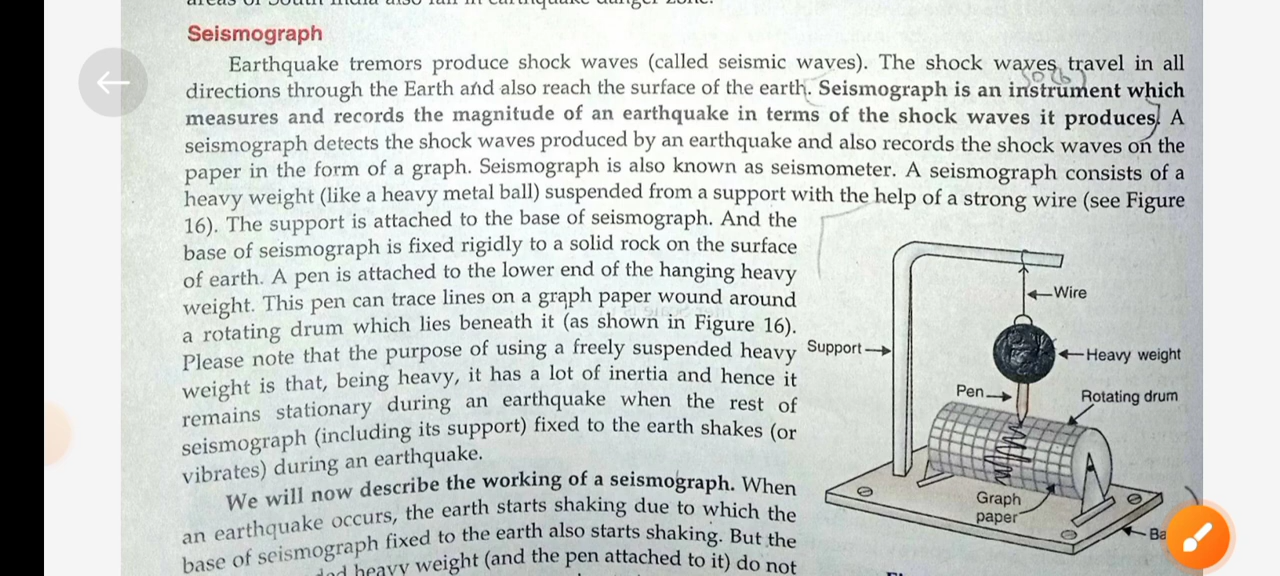 Seismograph
Earthquake tremors produce shock waves (called seismic waves). The shock waves travel in all
directions through the Earth and also reach the surface of the earth. Seismograph is an instrument which
measures and records the magnitude of an earthquake in terms of the shock waves it produces. A
seismograph detects the shock waves produced by an earthquake and also records the shock waves on the
paper in the form of a graph. Seismograph is also known as seismometer. A seismograph consists of a
heavy weight (like a heavy metal ball) suspended from a support with the help of a strong wire (see Figure
16). The support is attached to the base of seismograph. And the
base of seismograph is fixed rigidly to a solid rock on the surface
of earth. A pen is attached to the lower end of the hanging heavy
weight. This pen can trace lines on a graph paper wound around
a rotating drum which lies beneath it (as shown in Figure 16).
Please note that the purpose of using a freely suspended heavy
weight is that, being heavy, it has a lot of inertia and hence it
remains stationary during an earthquake when the rest of
seismograph (including its support) fixed to the earth shakes (or
vibrates) during an earthquake.
We will now describe the working of a seismograph. When
an earthquake occurs, the earth starts shaking due to which the
base of seismograph fixed to the earth also starts shaking. But the
heavy weight (and the pen attached to it) do not
Wire
Support
Heavy weight
Pen
Rotating drum
Graph
paper
Ba